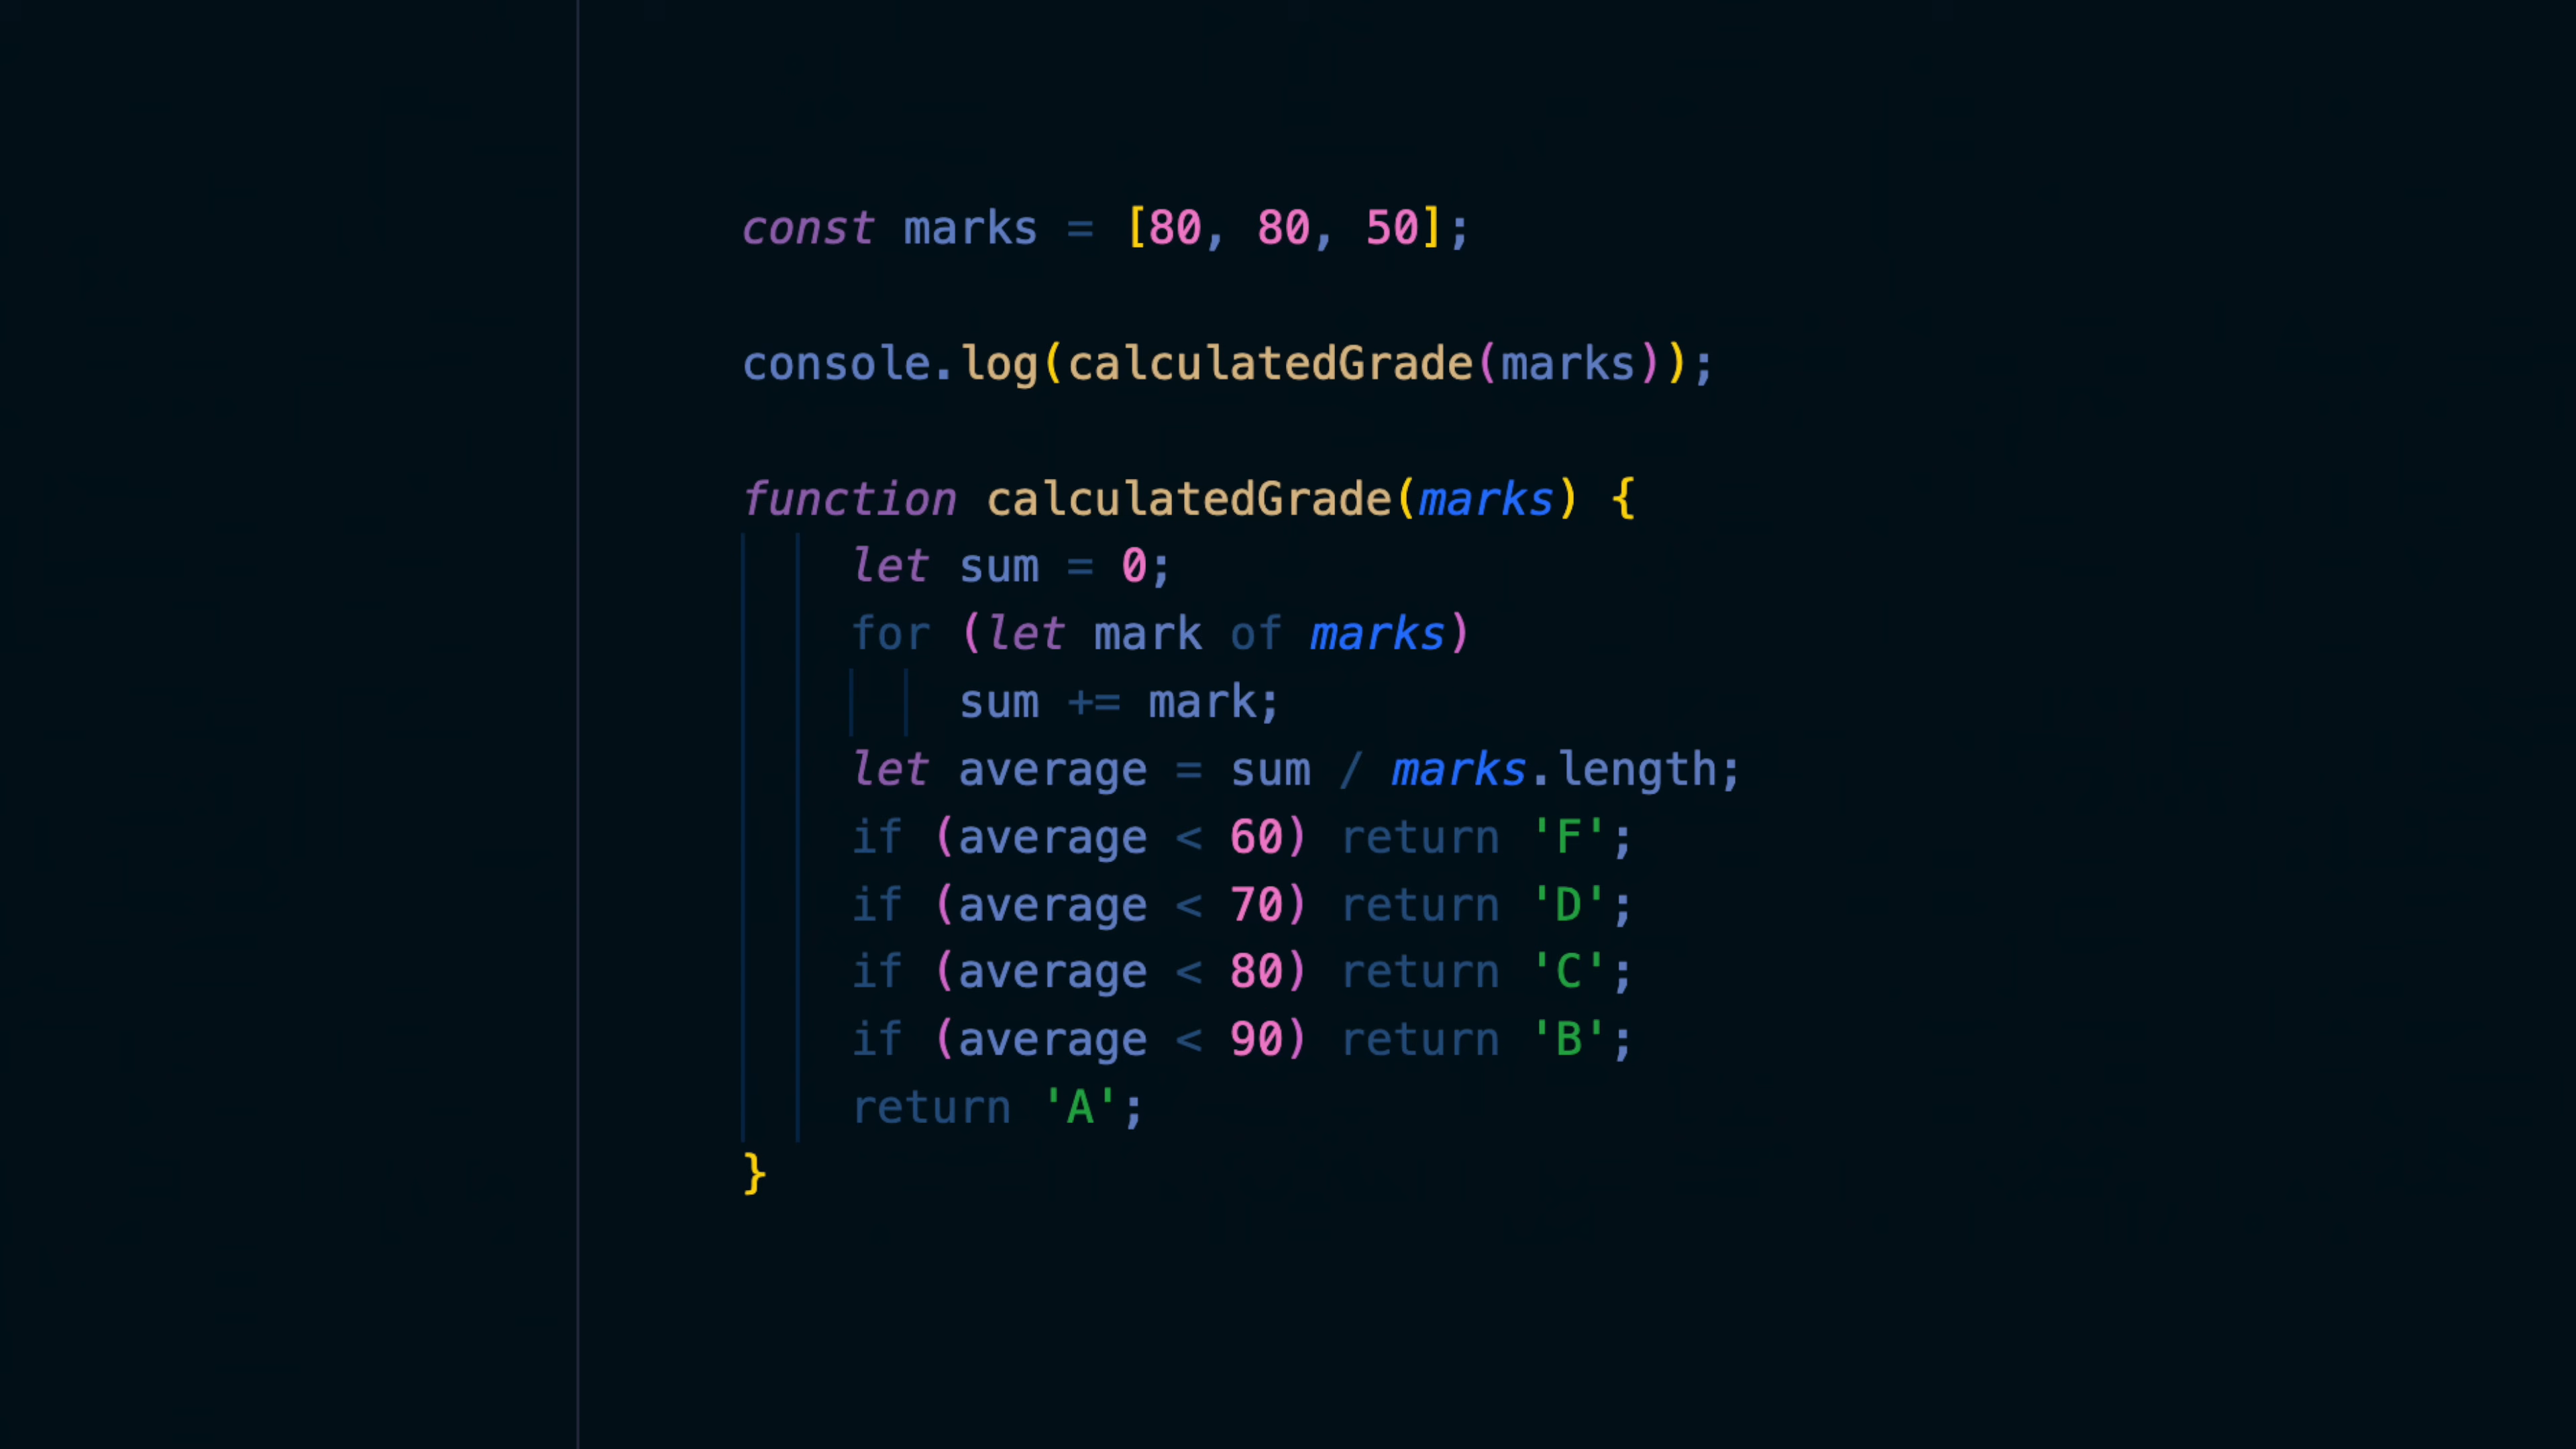 const marks = [80, 80, 50];
console.log(calculatedGrade(marks));
function calculatedGrade(marks) {
let sum = 0;
for (let mark of marks)
sum += mark;
let average = sum / marks.length;
if (average < 60) return 'F';
if (average < 70) return 'D';
if (average < 80) return 'C';
if (average < 90) return 'B';
return 'A';
}